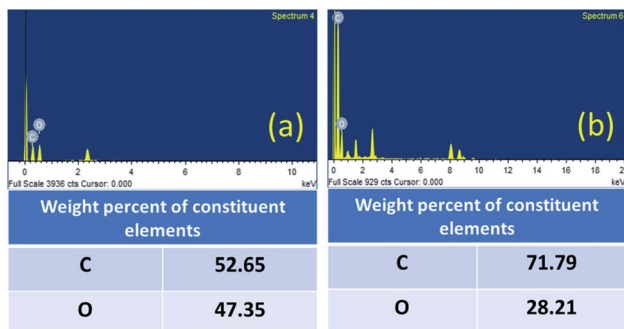 Spectrum 4
C
O
(a)
0 2 4 6 8 10
Full Scale 3936 cts Cursor: 0.000 keV
Weight percent of constituent
elements
C 52.65
O 47.35
Spectrum 6
C
O
(b)
0 2 4 6 8 10 12 14 16 18 20
Full Scale 929 cts Cursor: 0.000 keV
Weight percent of constituent
elements
C 71.79
O 28.21